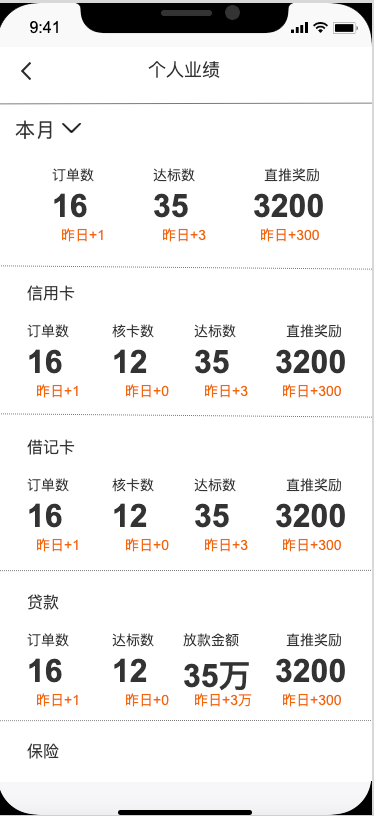 9:41
个人业绩
本月
订单数 达标数 直推奖励
16 35 3200
昨日+1 昨日+3 昨日+300
信用卡
订单数 核卡数 达标数 直推奖励
16 12 35 3200
昨日+1 昨日+0 昨日+3 昨日+300
借记卡
订单数 核卡数 达标数 直推奖励
16 12 35 3200
昨日+1 昨日+0 昨日+3 昨日+300
贷款
订单数 达标数 放款金额 直推奖励
16 12 35万 3200
昨日+1 昨日+0 昨日+3万 昨日+300
保险